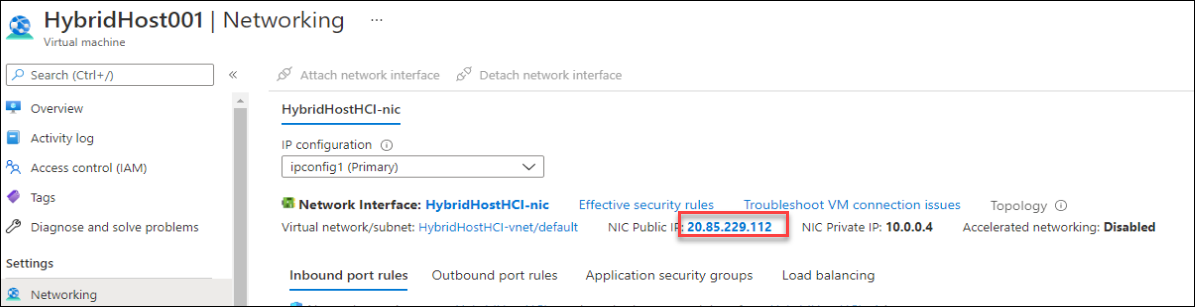 HybridHost001 | Networking ...
Virtual machine
Search (Ctrl+/)
«
Attach network interface
Detach network interface
Overview
Activity log
Access control (IAM)
Tags
Diagnose and solve problems
Settings
Networking
HybridHostHCI-nic
IP configuration
ipconfig1 (Primary)
Network Interface: HybridHostHCI-nic Effective security rules Troubleshoot VM connection issues Topology
Virtual network/subnet: HybridHostHCI-vnet/default NIC Public IP: 20.85.229.112 NIC Private IP: 10.0.0.4 Accelerated networking: Disabled
Inbound port rules Outbound port rules Application security groups Load balancing